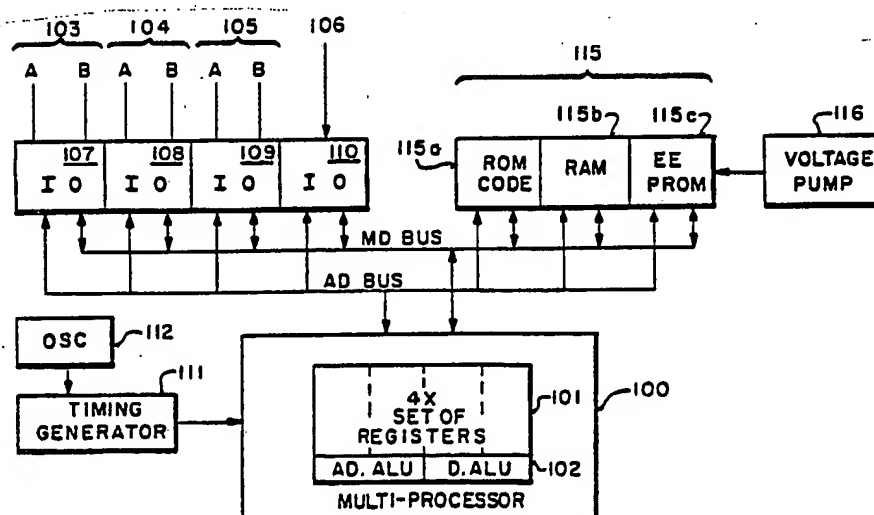 103 104 105 106
A B A B A B
115
115b 115c 116
107 108 109 110
I O I O I O I O
115a
ROM CODE
RAM
EE PROM
VOLTAGE PUMP
MD BUS
AD BUS
OSC
112
111
TIMING GENERATOR
4X
SET OF
REGISTERS
101
100
AD. ALU D. ALU
102
MULTI-PROCESSOR